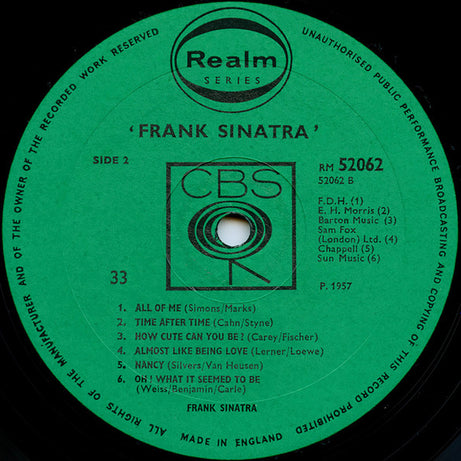 Realm
SERIES
'FRANK SINATRA'
SIDE 2
RM 52062
52062 B
CBS
F.D.H. (1)
E. H. Morris (2)
Barton Music (3)
Sam Fox
(London) Ltd. (4)
Chappell (5)
Sun Music (6)
33
P. 1957
1. ALL OF ME (Simons/Marks)
2. TIME AFTER TIME (Cahn/Styne)
3. HOW CUTE CAN YOU BE? (Carey/Fischer)
4. ALMOST LIKE BEING LOVE (Lerner/Loewe)
5. NANCY (Silvers/Van Heusen)
6. OH! WHAT IT SEEMED TO BE
(Weiss/Benjamin/Carle)
FRANK SINATRA
MADE IN ENGLAND
ALL RIGHTS OF THE MANUFACTURER AND OF THE OWNER OF THE RECORDED WORK RESERVED
UNAUTHORISED PUBLIC PERFORMANCE BROADCASTING AND COPYING OF THIS RECORD PROHIBITED